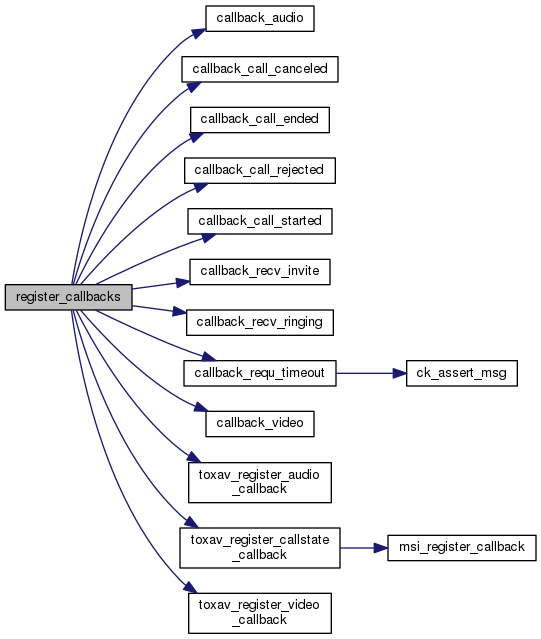 callback_audio
callback_call_canceled
callback_call_ended
callback_call_rejected
callback_call_started
callback_recv_invite
register_callbacks
callback_recv_ringing
callback_requ_timeout
ck_assert_msg
callback_video
toxav_register_audio
_callback
toxav_register_callstate
_callback
msi_register_callback
toxav_register_video
_callback